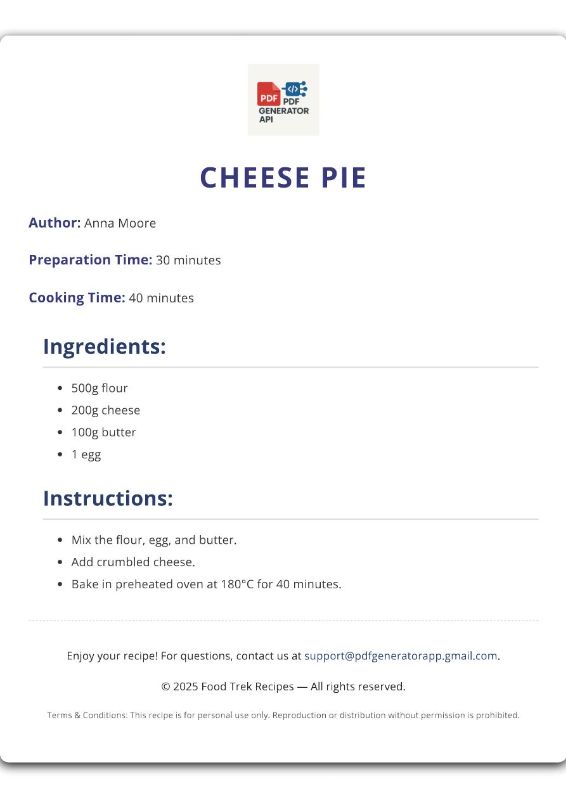 PDF PDF
GENERATOR
API
CHEESE PIE
Author: Anna Moore
Preparation Time: 30 minutes
Cooking Time: 40 minutes
Ingredients:
• 500g flour
• 200g cheese
• 100g butter
• 1 egg
Instructions:
• Mix the flour, egg, and butter.
• Add crumbled cheese.
• Bake in preheated oven at 180°C for 40 minutes.
Enjoy your recipe! For questions, contact us at support@pdfgeneratorapp.gmail.com.
© 2025 Food Trek Recipes — All rights reserved.
Terms & Conditions: This recipe is for personal use only. Reproduction or distribution without permission is prohibited.